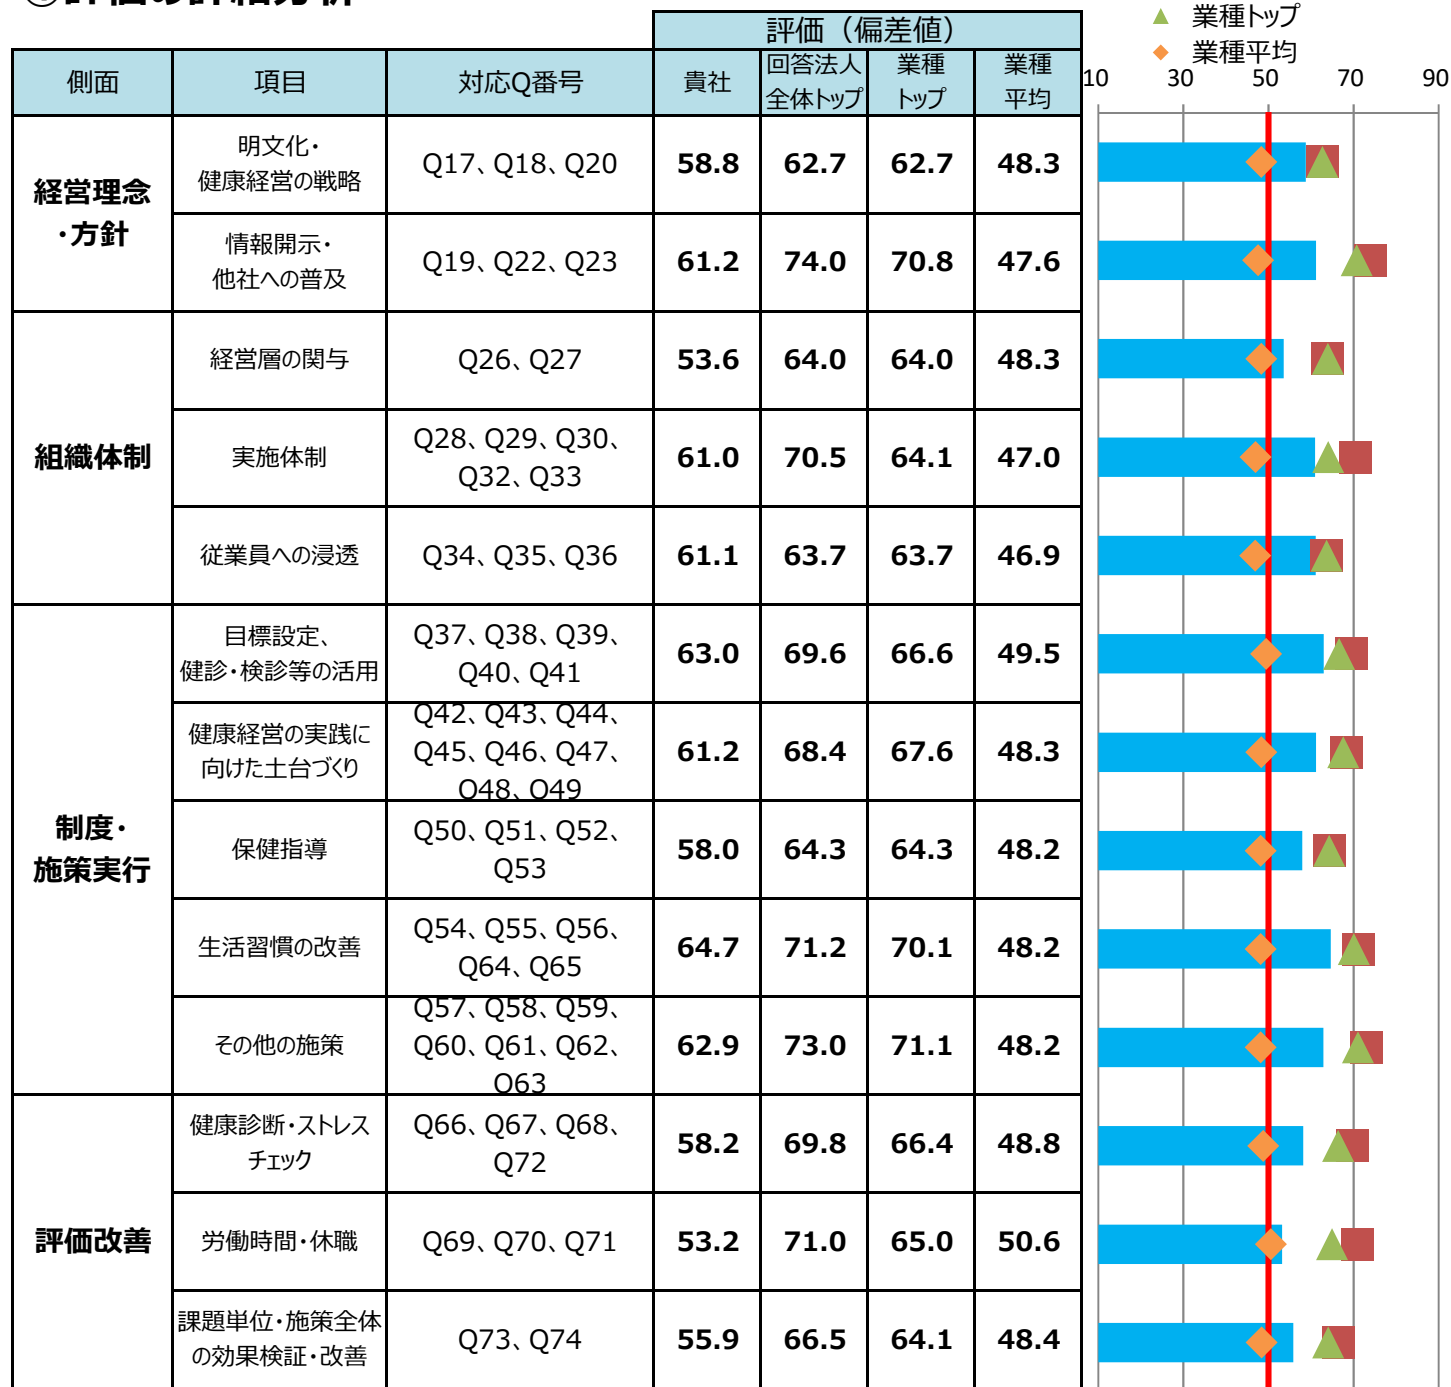 ①評価の詳細分析
▲ 業種トップ
◆ 業種平均
評価（偏差値）
側面 項目 対応Q番号 貴社 回答法人 業種 業種
全体トップ トップ 平均
10 30 50 70 90
経営理念
・方針
明文化・
健康経営の戦略
Q17、Q18、Q20 58.8 62.7 62.7 48.3
情報開示・
他社への普及
Q19、Q22、Q23 61.2 74.0 70.8 47.6
組織体制
経営層の関与 Q26、Q27 53.6 64.0 64.0 48.3
実施体制
Q28、Q29、Q30、
Q32、Q33
61.0 70.5 64.1 47.0
従業員への浸透 Q34、Q35、Q36 61.1 63.7 63.7 46.9
制度・
施策実行
目標設定、
健診・検診等の活用
Q37、Q38、Q39、
Q40、Q41
63.0 69.6 66.6 49.5
健康経営の実践に
向けた土台づくり
Q42、Q43、Q44、
Q45、Q46、Q47、
Q48、Q49
61.2 68.4 67.6 48.3
保健指導
Q50、Q51、Q52、
Q53
58.0 64.3 64.3 48.2
生活習慣の改善
Q54、Q55、Q56、
Q64、Q65
64.7 71.2 70.1 48.2
その他の施策
Q57、Q58、Q59、
Q60、Q61、Q62、
Q63
62.9 73.0 71.1 48.2
評価改善
健康診断・ストレス
チェック
Q66、Q67、Q68、
Q72
58.2 69.8 66.4 48.8
労働時間・休職 Q69、Q70、Q71 53.2 71.0 65.0 50.6
課題単位・施策全体
の効果検証・改善
Q73、Q74 55.9 66.5 64.1 48.4